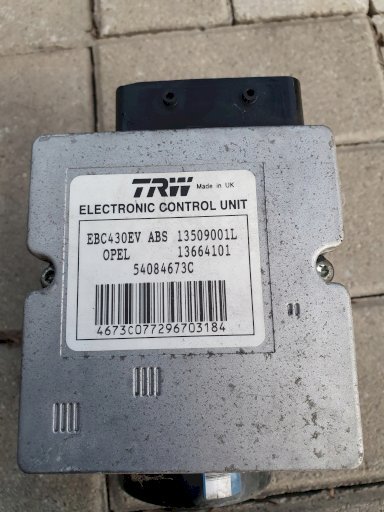 TRW Made in UK
ELECTRONIC CONTROL UNIT
EBC430EV ABS 13509001L
OPEL 13664101
54084673C
4673C077296703184